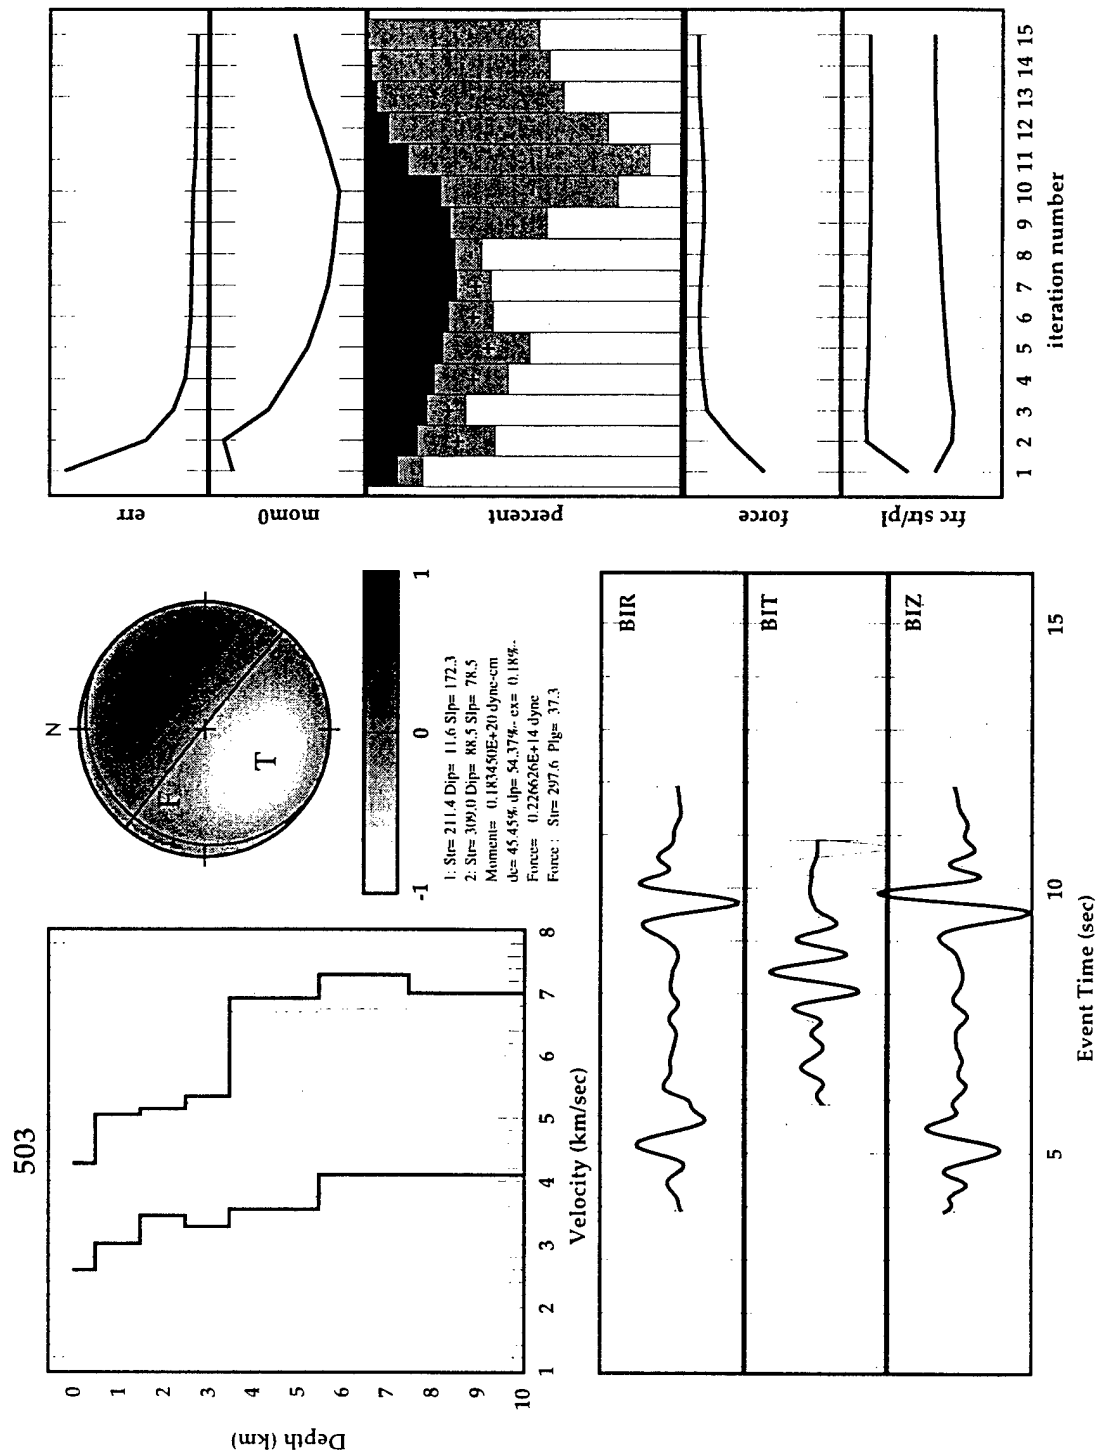 503
Depth (km)
0
1
2
3
4
5
6
7
8
9
10
1
2
3
4
5
6
7
8
Velocity (km/sec)
N
F
T
-1
0
1
1: Str= 211.4 Dip= 11.6 Slp= 172.3
2: Str= 309.0 Dip= 88.5 Slp= 78.5
Moment= 0.183450E+20 dyne-cm
dc= 45.45% dp= 54.37%- ex= 0.18%-
Force= 0.226626E+14 dyne
Force : Str= 297.6 Plg= 37.3
err
mom0
percent
force
frc str/pl
1 2 3 4 5 6 7 8 9 10 11 12 13 14 15
iteration number
BIR
BIT
BIZ
5
10
15
Event Time (sec)